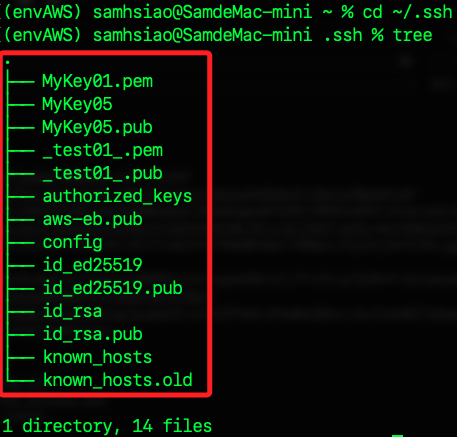 (envAWS) samhsiao@SamdeMac-mini ~ % cd ~/.ssh
(envAWS) samhsiao@SamdeMac-mini .ssh % tree
.
├── MyKey01.pem
├── MyKey05
├── MyKey05.pub
├── _test01_.pem
├── _test01_.pub
├── authorized_keys
├── aws-eb.pub
├── config
├── id_ed25519
├── id_ed25519.pub
├── id_rsa
├── id_rsa.pub
├── known_hosts
└── known_hosts.old
1 directory, 14 files